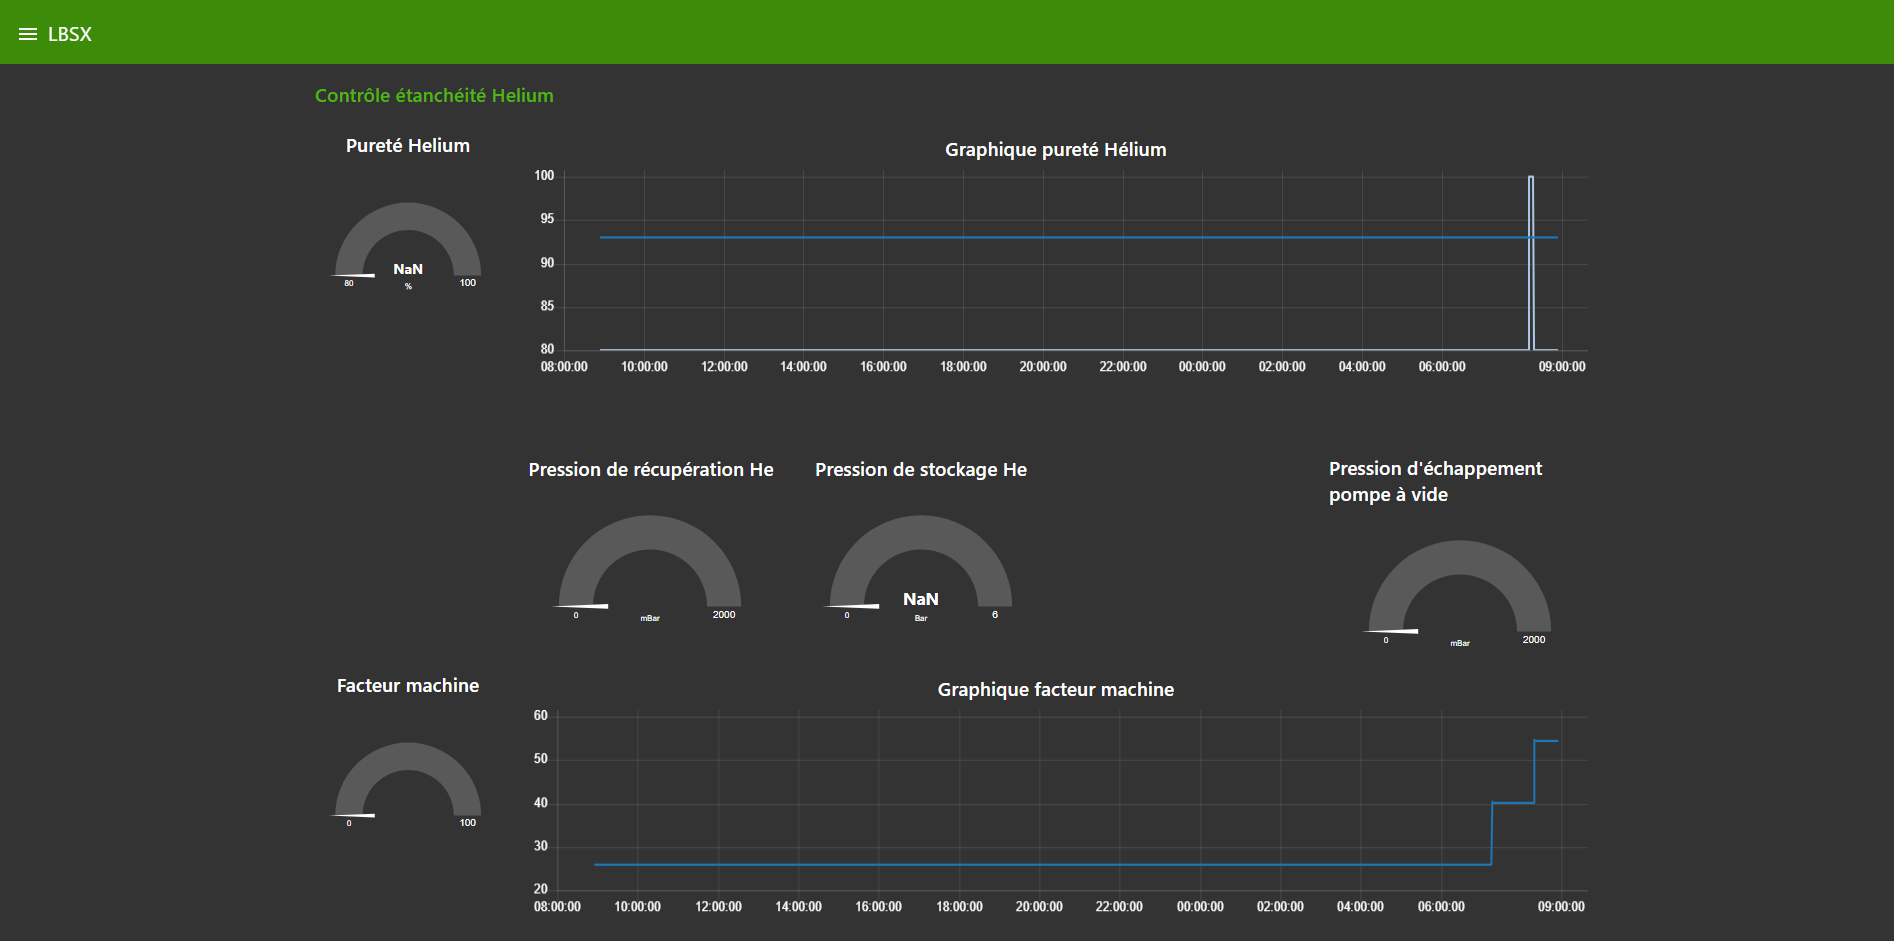 LBSX
Contrôle étanchéité Helium
Pureté Helium
NaN
80
%
100
Graphique pureté Hélium
100
95
90
85
80
08:00:00 10:00:00 12:00:00 14:00:00 16:00:00 18:00:00 20:00:00 22:00:00 00:00:00 02:00:00 04:00:00 06:00:00 09:00:00
Pression de récupération He
0
mBar
2000
Pression de stockage He
NaN
0
Bar
6
Pression d'échappement
pompe à vide
0
mBar
2000
Facteur machine
0
100
Graphique facteur machine
60
50
40
30
20
08:00:00 10:00:00 12:00:00 14:00:00 16:00:00 18:00:00 20:00:00 22:00:00 00:00:00 02:00:00 04:00:00 06:00:00 09:00:00